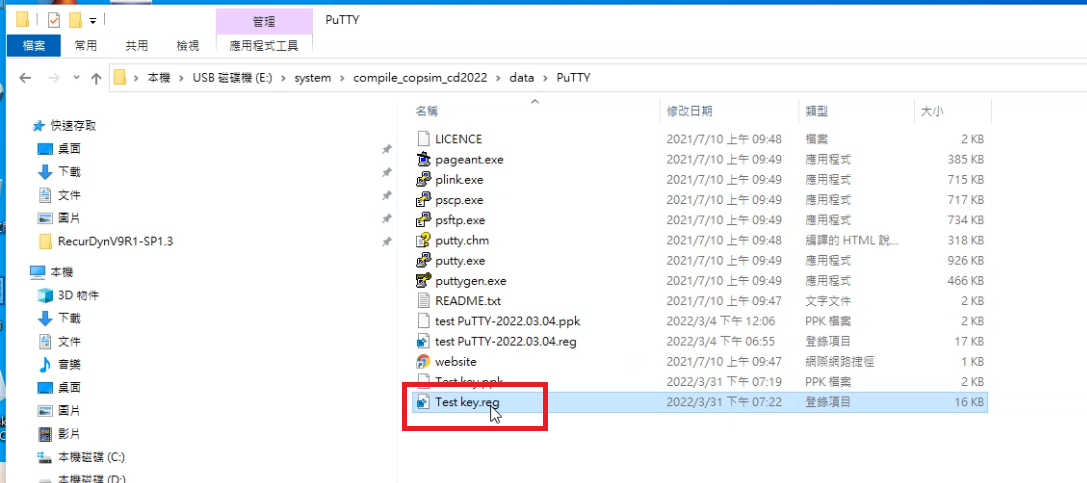 管理 PuTTY
檔案 常用 共用 檢視 應用程式工具
本機 > USB 磁碟機 (E:) > system > compile_copsim_cd2022 > data > PuTTY
名稱 修改日期 類型 大小
快速存取
桌面
下載
文件
圖片
RecurDynV9R1-SP1.3
本機
3D 物件
下載
文件
音樂
桌面
圖片
影片
本機磁碟 (C:)
本機磁碟 (D:)
LICENCE 2021/7/10 上午 09:48 檔案 2 KB
pageant.exe 2021/7/10 上午 09:49 應用程式 385 KB
plink.exe 2021/7/10 上午 09:49 應用程式 715 KB
pscp.exe 2021/7/10 上午 09:49 應用程式 717 KB
psftp.exe 2021/7/10 上午 09:49 應用程式 734 KB
putty.chm 2021/7/10 上午 09:48 編譯的 HTML 說... 318 KB
putty.exe 2021/7/10 上午 09:49 應用程式 926 KB
puttygen.exe 2021/7/10 上午 09:49 應用程式 466 KB
README.txt 2021/7/10 上午 09:47 文字文件 2 KB
test PuTTY-2022.03.04.ppk 2022/3/4 下午 12:06 PPK 檔案 2 KB
test PuTTY-2022.03.04.reg 2022/3/4 下午 06:55 登錄項目 17 KB
website 2021/7/10 上午 09:47 網際網路捷徑 1 KB
Test key.ppk 2022/3/31 下午 07:19 PPK 檔案 2 KB
Test key.reg 2022/3/31 下午 07:22 登錄項目 16 KB